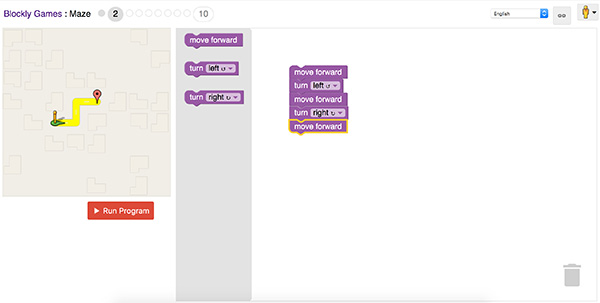 Blockly Games : Maze
2
10
English
move forward
turn left ↺
turn right ↻
move forward
turn left ↺
move forward
turn right ↻
move forward
Run Program